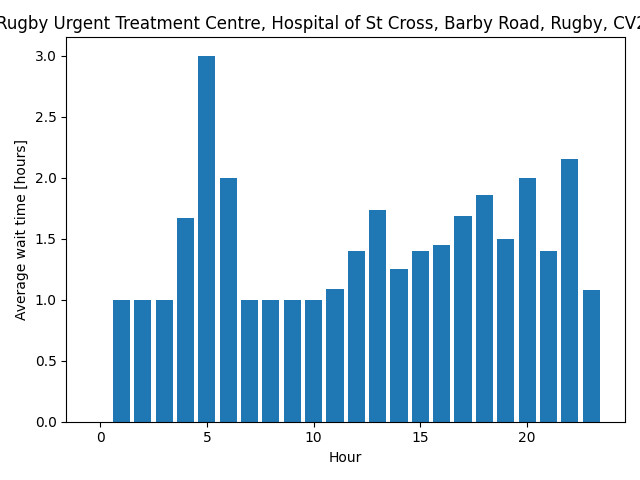 Rugby Urgent Treatment Centre, Hospital of St Cross, Barby Road, Rugby, CV2
3.0
2.5
2.0
1.5
1.0
0.5
0.0
Average wait time [hours]
0 5 10 15 20
Hour